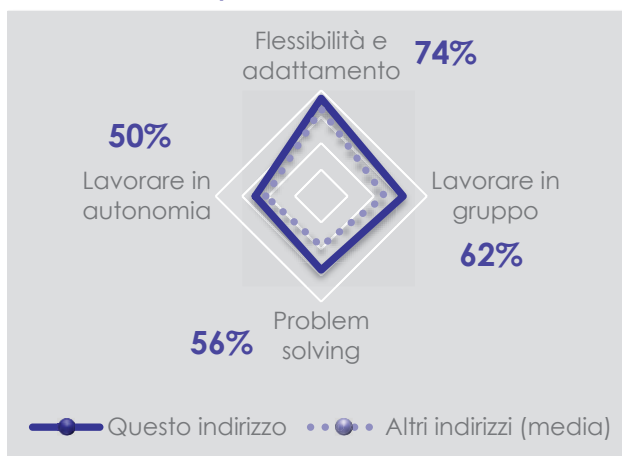 Flessibilità e
adattamento
74%
50%
Lavorare in
autonomia
Lavorare in
gruppo
62%
Problem
solving
56%
Questo indirizzo
Altri indirizzi (media)